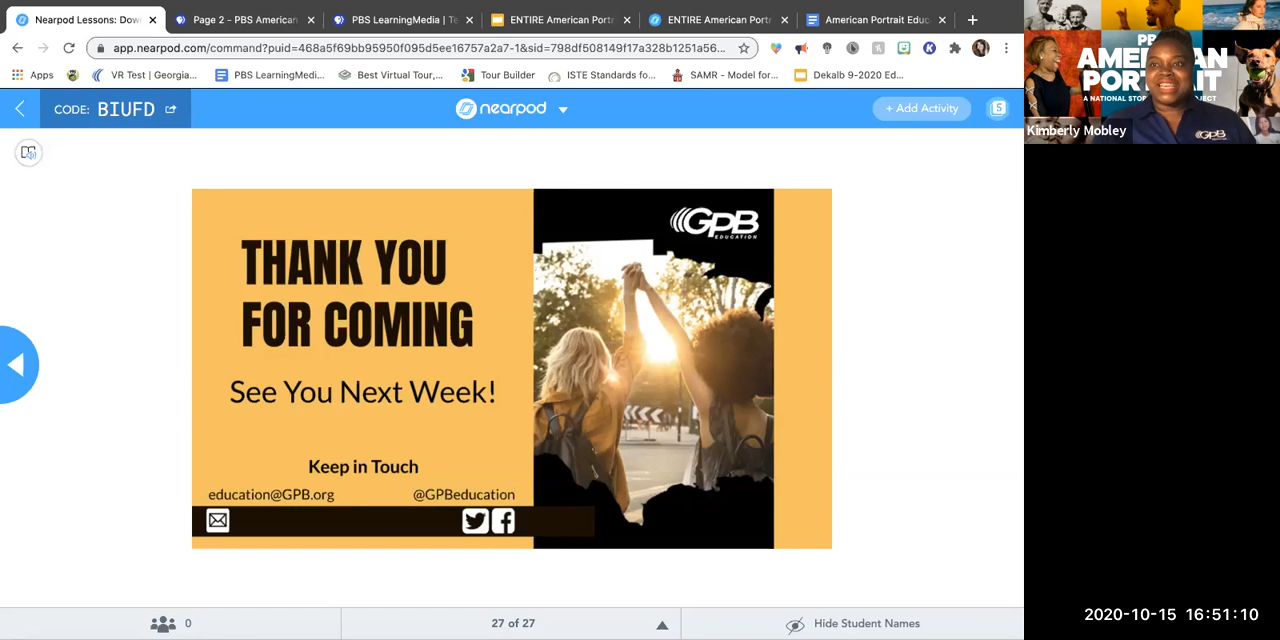 Nearpod Lessons: Dow
Page 2 - PBS American
PBS LearningMedia | Te
ENTIRE American Portr
ENTIRE American Portr
American Portrait Educ
app.nearpod.com/command?puid=468a5f69bb95950f095d5e16757a2a7-1&sid=798df508149f17a328b1251a56...
Apps
VR Test | Georgia...
PBS LearningMedi...
Best Virtual Tour,...
Tour Builder
ISTE Standards fo...
SAMR - Model for...
Dekalb 9-2020 Ed...
CODE: BIUFD
nearpod
+ Add Activity
THANK YOU
FOR COMING
See You Next Week!
Keep in Touch
education@GPB.org
@GPBeducation
GPB
EDUCATION
0
27 of 27
Hide Student Names
AMERICAN
PORTRAIT
Kimberly Mobley
GPB
2020-10-15 16:51:10